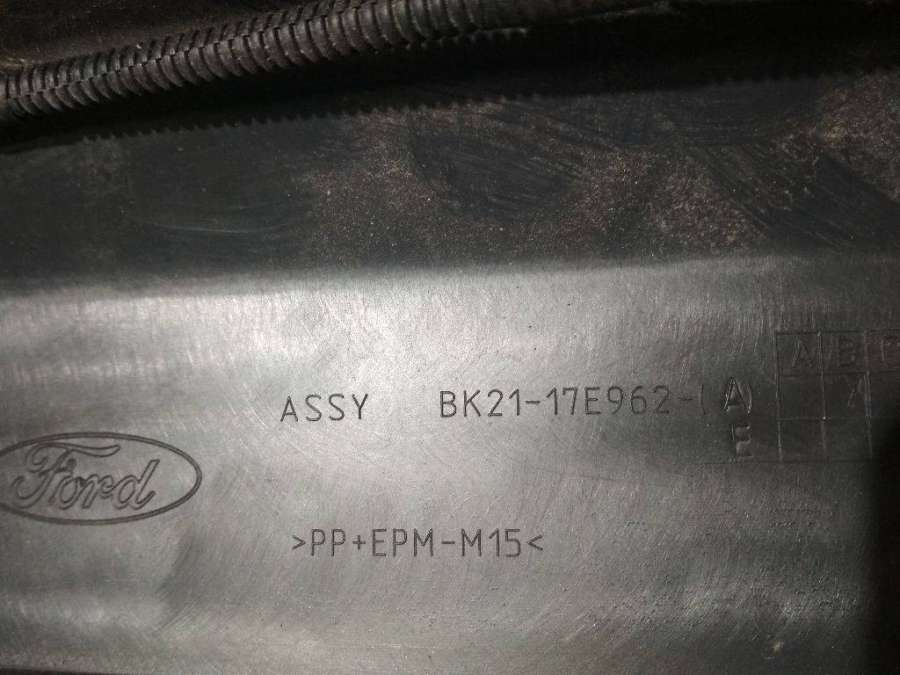 A B C
ASSY BK21-17E962-(A)
A
Ford
>PP+EPM-M15<